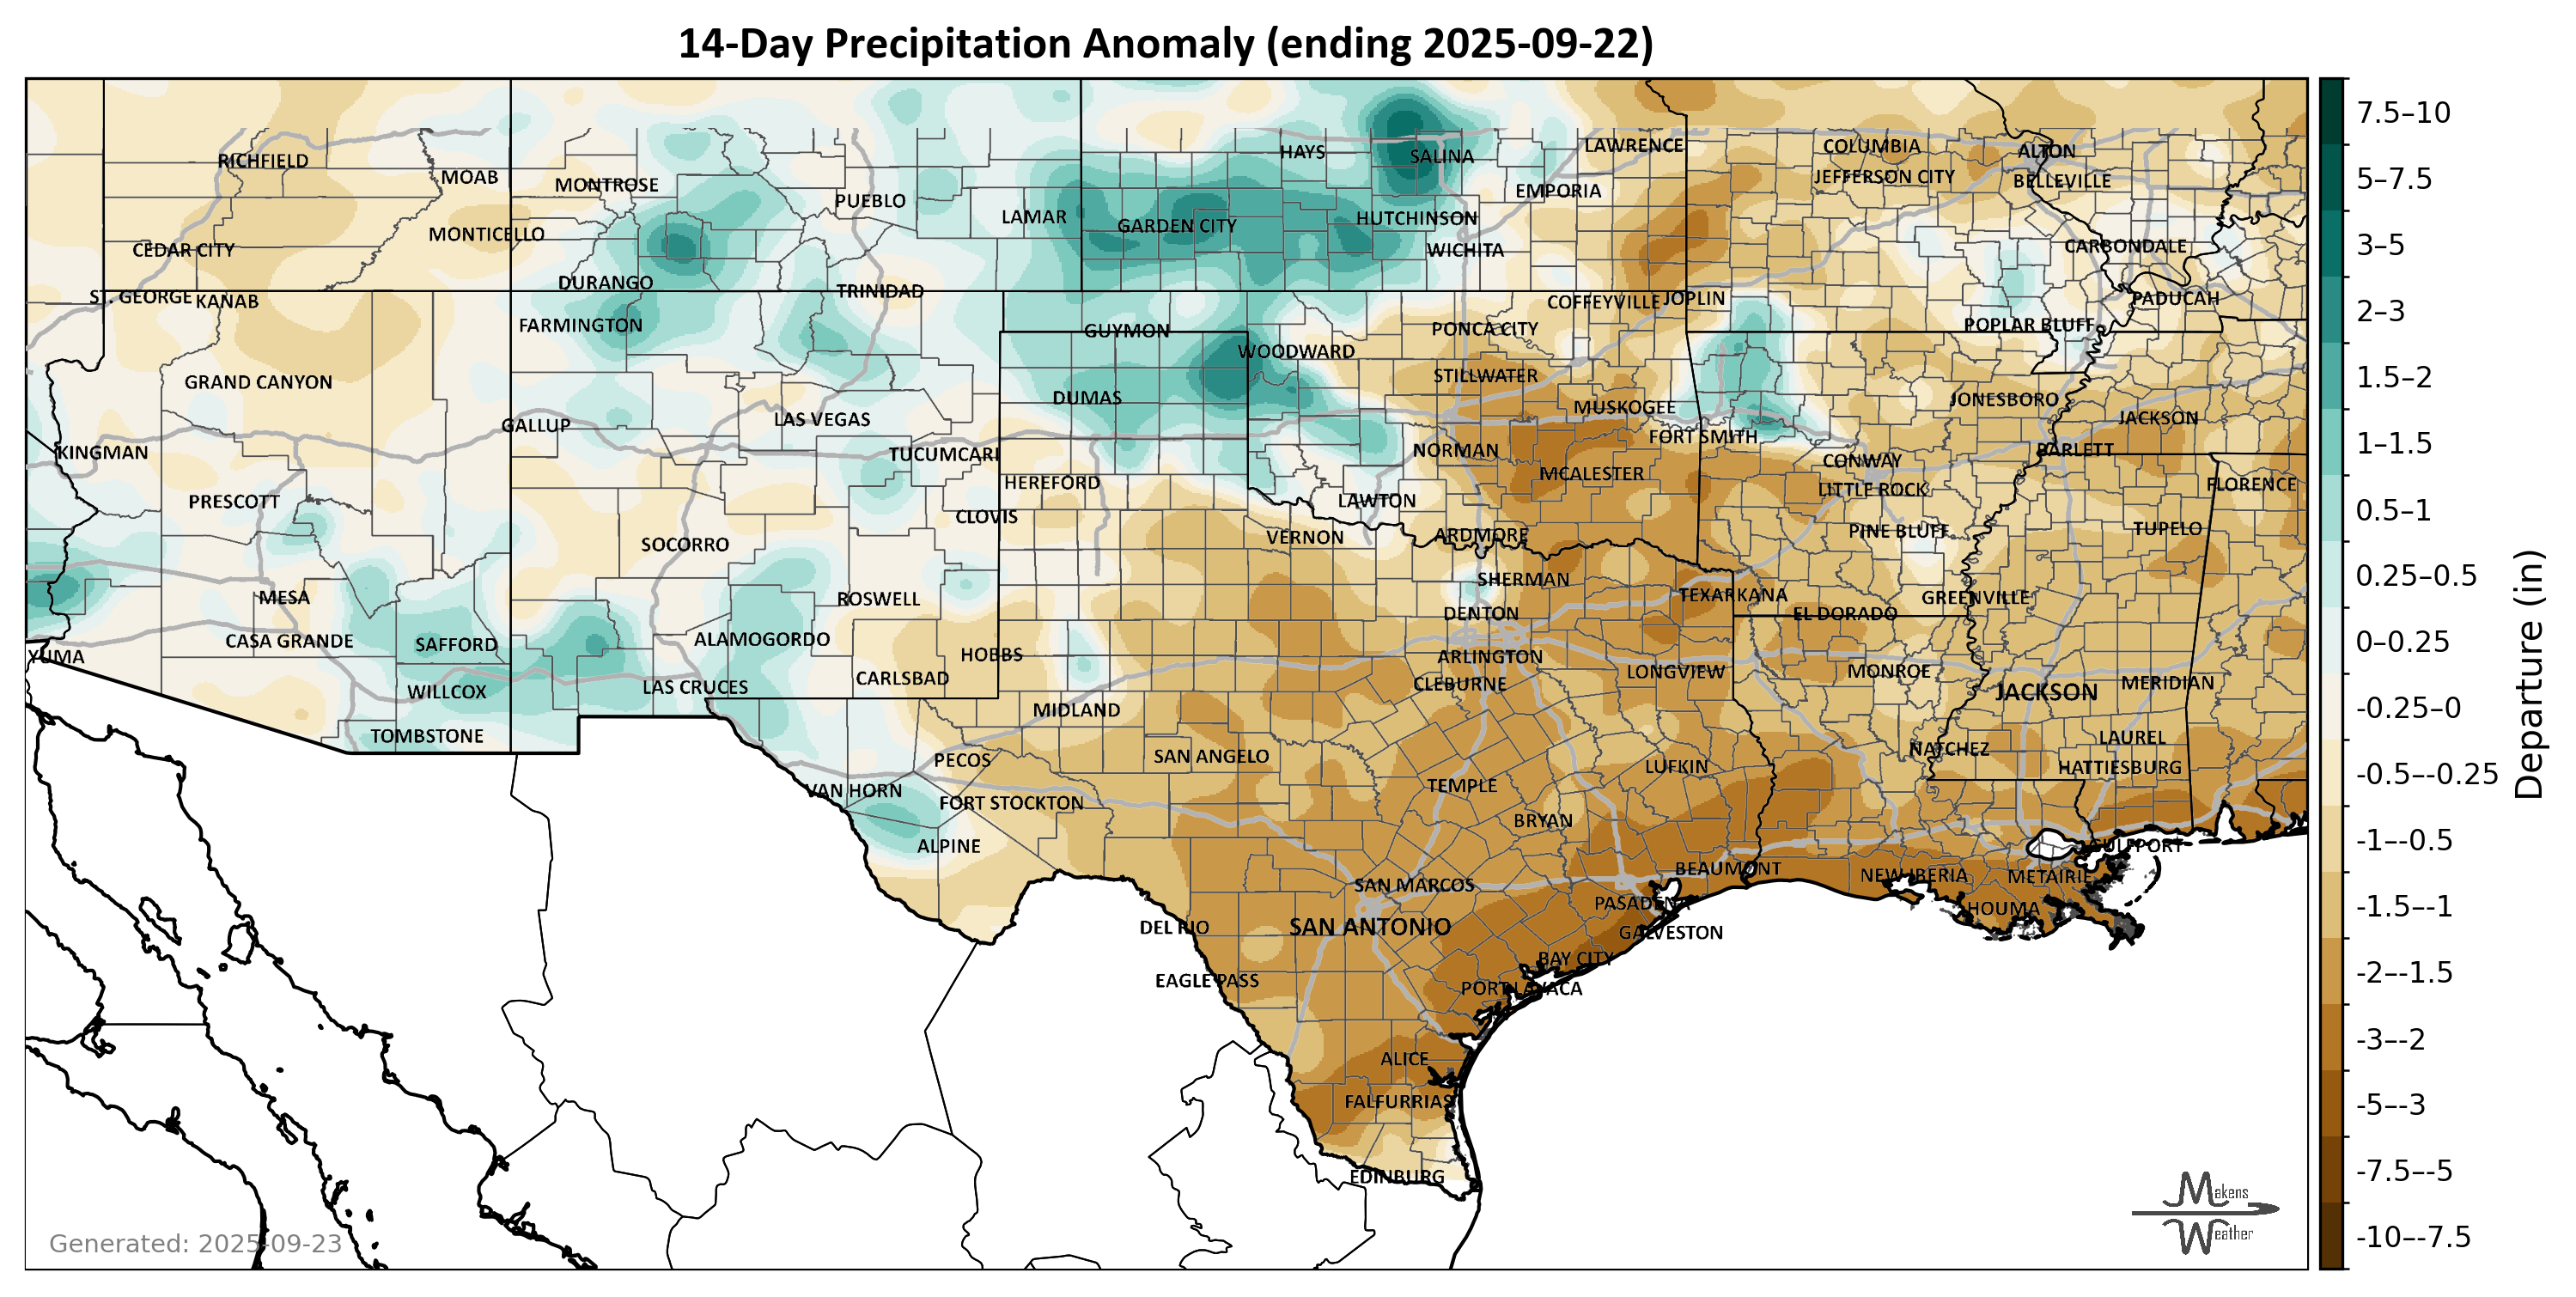 14-Day Precipitation Anomaly (ending 2025-09-22)
RICHFIELD
MOAB
MONTROSE
PUEBLO
LAMAR
HAYS
SALINA
LAWRENCE
COLUMBIA
ALTON
JEFFERSON CITY
BELLEVILLE
EMPORIA
GARDEN CITY
HUTCHINSON
WICHITA
CEDAR CITY
MONTICELLO
CARBONDALE
DURANGO
TRINIDAD
ST. GEORGE
KANAB
COFFEYVILLE
JOPLIN
PADUCAH
FARMINGTON
GUYMON
PONCA CITY
POPLAR BLUFF
WOODWARD
GRAND CANYON
STILLWATER
DUMAS
MUSKOGEE
JONESBORO
JACKSON
GALLUP
LAS VEGAS
KINGMAN
TUCUMCARI
NORMAN
FORT SMITH
BARLETT
CONWAY
MCALESTER
HEREFORD
LITTLE ROCK
FLORENCE
PRESCOTT
LAWTON
CLOVIS
SOCORRO
VERNON
ARDMORE
PINE BLUFF
TUPELO
SHERMAN
MESA
ROSWELL
DENTON
TEXARKANA
GREENVILLE
EL DORADO
CASA GRANDE
SAFFORD
ALAMOGORDO
YUMA
HOBBS
ARLINGTON
LONGVIEW
MONROE
WILLCOX
LAS CRUCES
CARLSBAD
CLEBURNE
JACKSON
MERIDIAN
MIDLAND
TOMBSTONE
SAN ANGELO
NATCHEZ
LAUREL
PECOS
LUFKIN
HATTIESBURG
VAN HORN
FORT STOCKTON
TEMPLE
BRYAN
ALPINE
GULFPORT
BEAUMONT
SAN MARCOS
NEW IBERIA
METAIRIE
PASADENA
HOUMA
DEL RIO
SAN ANTONIO
GALVESTON
BAY CITY
EAGLE PASS
PORT LAVACA
ALICE
FALFURRIAS
EDINBURG
Generated: 2025-09-23
Makens
Weather
7.5–10
5–7.5
3–5
2–3
1.5–2
1–1.5
0.5–1
0.25–0.5
0–0.25
-0.25–0
-0.5–-0.25
-1–-0.5
-1.5–-1
-2–-1.5
-3–-2
-5–-3
-7.5–-5
-10–-7.5
Departure (in)